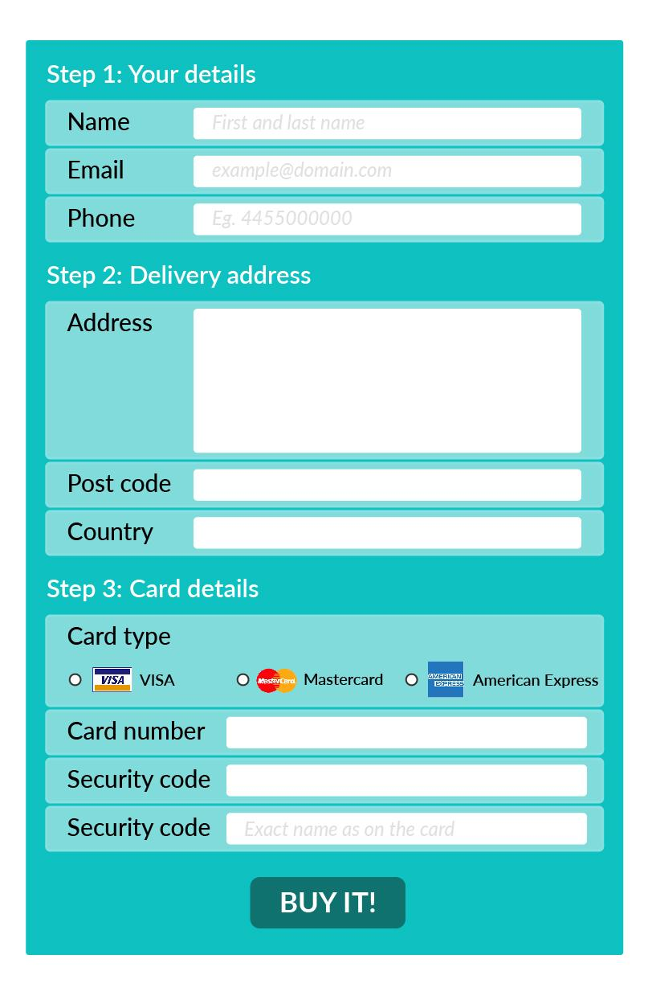 Step 1: Your details
Name First and last name
Email example@domain.com
Phone Eg. 4455000000
Step 2: Delivery address
Address
Post code
Country
Step 3: Card details
Card type
VISA VISA MasterCard Mastercard AMERICAN EXPRESS American Express
Card number
Security code
Security code Exact name as on the card
BUY IT!